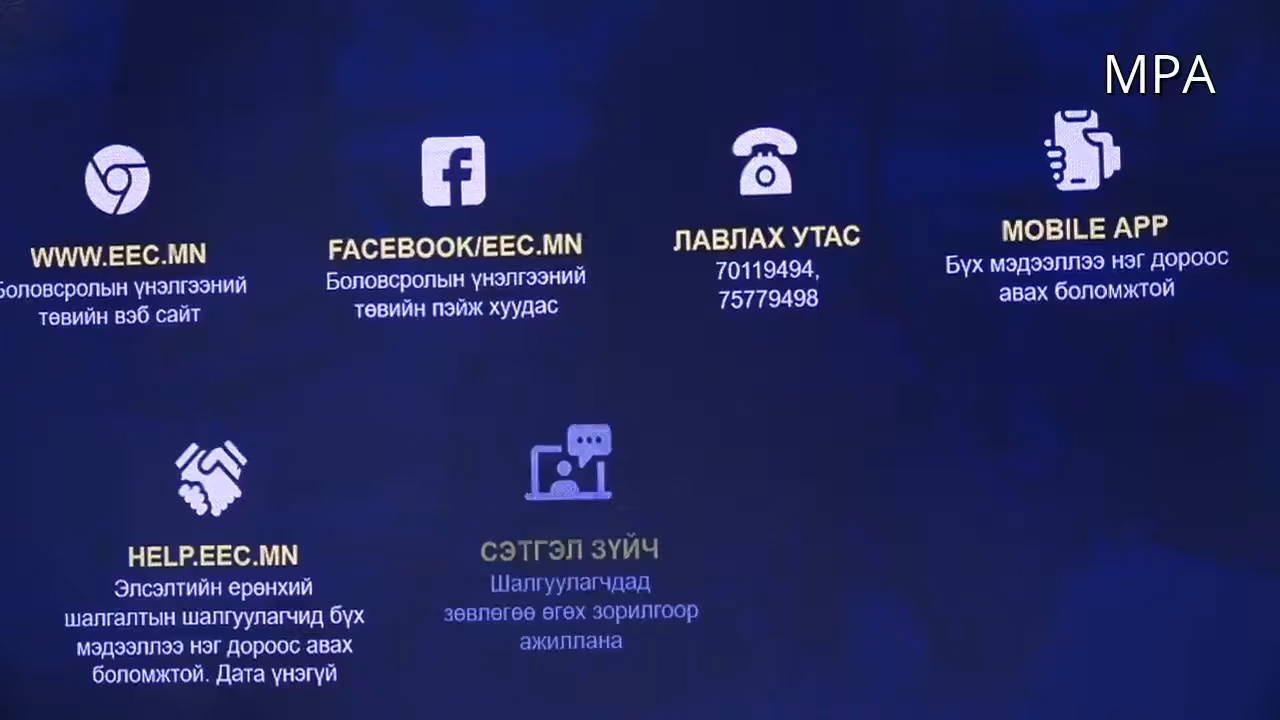 MPA
WWW.EEC.MN
Боловсролын үнэлгээний
төвийн вэб сайт
FACEBOOK/EEC.MN
Боловсролын үнэлгээний
төвийн пэйж хуудас
ЛАВЛАХ УТАС
70119494,
75779498
MOBILE APP
Бүх мэдээллээ нэг дороос
авах боломжтой
HELP.EEC.MN
Элсэлтийн ерөнхий
шалгалтын шалгуулагчид бүх
мэдээллээ нэг дороос авах
боломжтой. Дата үнэгүй
СЭТГЭЛ ЗҮЙЧ
Шалгуулагчдад
зөвлөгөө өгөх зорилгоор
ажиллана